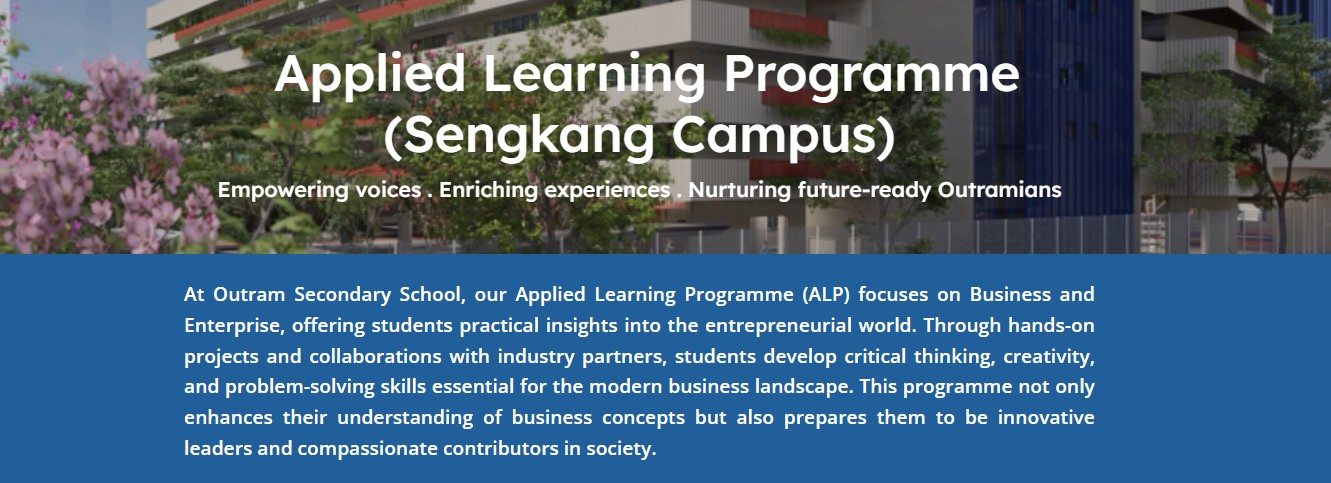 Applied Learning Programme
(Sengkang Campus)
Empowering voices . Enriching experiences . Nurturing future-ready Outramians
At Outram Secondary School, our Applied Learning Programme (ALP) focuses on Business and
Enterprise, offering students practical insights into the entrepreneurial world. Through hands-on
projects and collaborations with industry partners, students develop critical thinking, creativity,
and problem-solving skills essential for the modern business landscape. This programme not only
enhances their understanding of business concepts but also prepares them to be innovative
leaders and compassionate contributors in society.